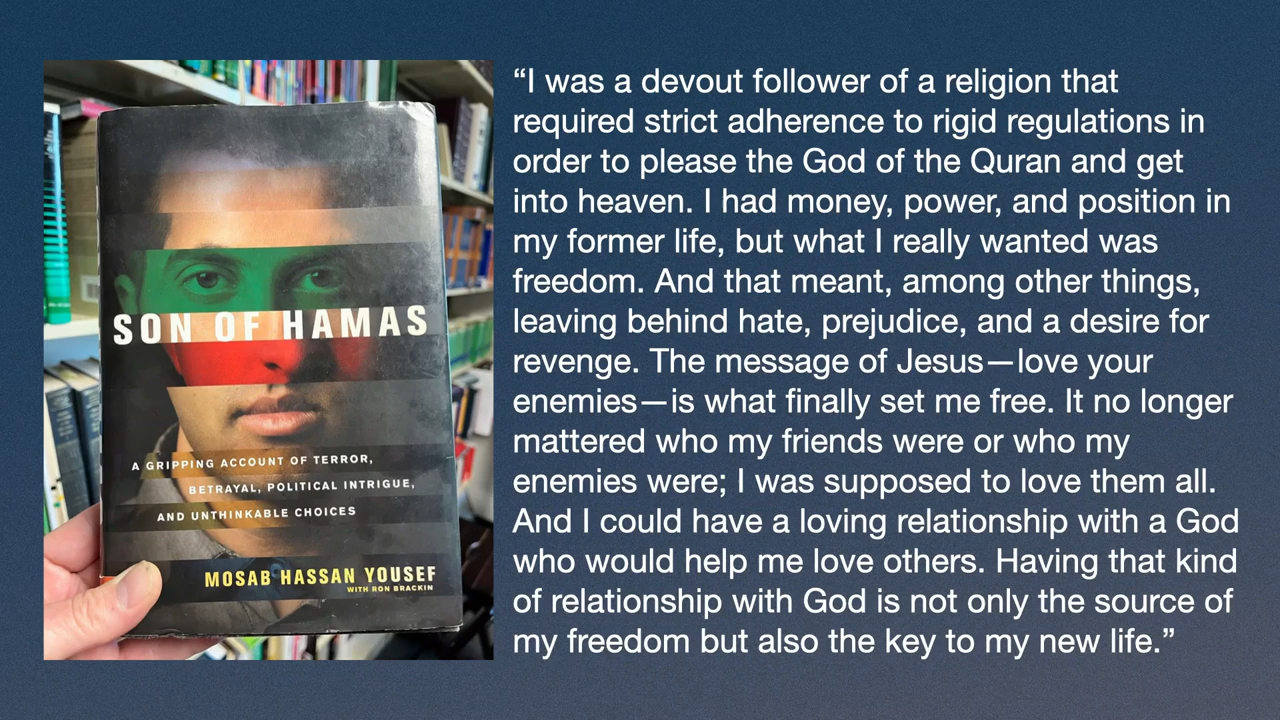 SON OF HAMAS
A GRIPPING ACCOUNT OF TERROR,
BETRAYAL, POLITICAL INTRIGUE,
AND UNTHINKABLE CHOICES
MOSAB HASSAN YOUSEF
WITH RON BRACKIN
“I was a devout follower of a religion that
required strict adherence to rigid regulations in
order to please the God of the Quran and get
into heaven. I had money, power, and position in
my former life, but what I really wanted was
freedom. And that meant, among other things,
leaving behind hate, prejudice, and a desire for
revenge. The message of Jesus—love your
enemies—is what finally set me free. It no longer
mattered who my friends were or who my
enemies were; I was supposed to love them all.
And I could have a loving relationship with a God
who would help me love others. Having that kind
of relationship with God is not only the source of
my freedom but also the key to my new life.”